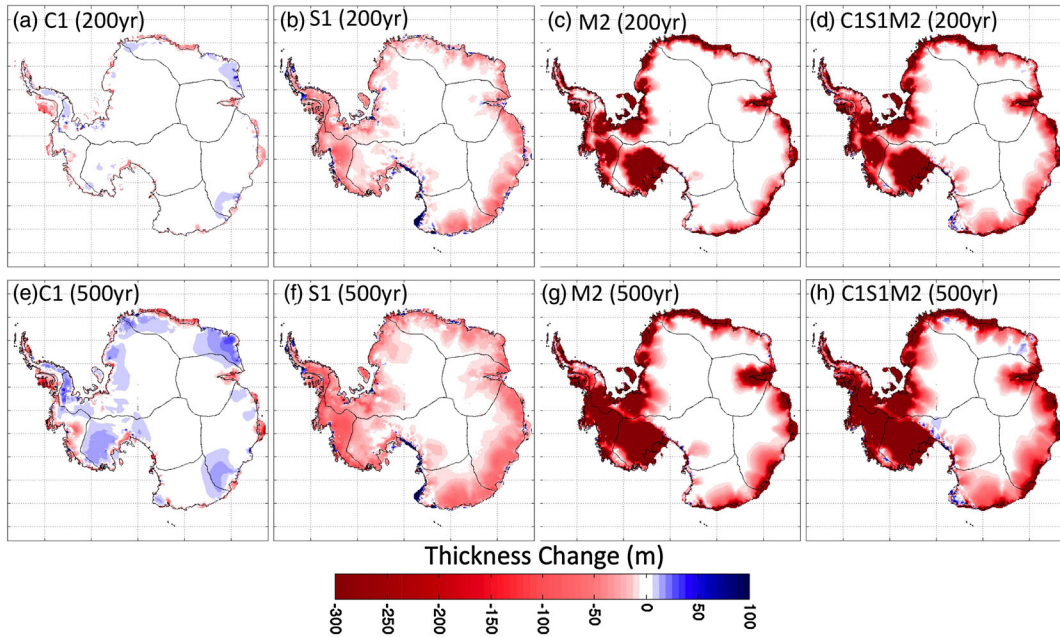 (a) C1 (200yr)
(b) S1 (200yr)
(c) M2 (200yr)
(d) C1S1M2 (200yr)
(e) C1 (500yr)
(f) S1 (500yr)
(g) M2 (500yr)
(h) C1S1M2 (500yr)
Thickness Change (m)
-300
-250
-200
-150
-100
-50
0
50
100